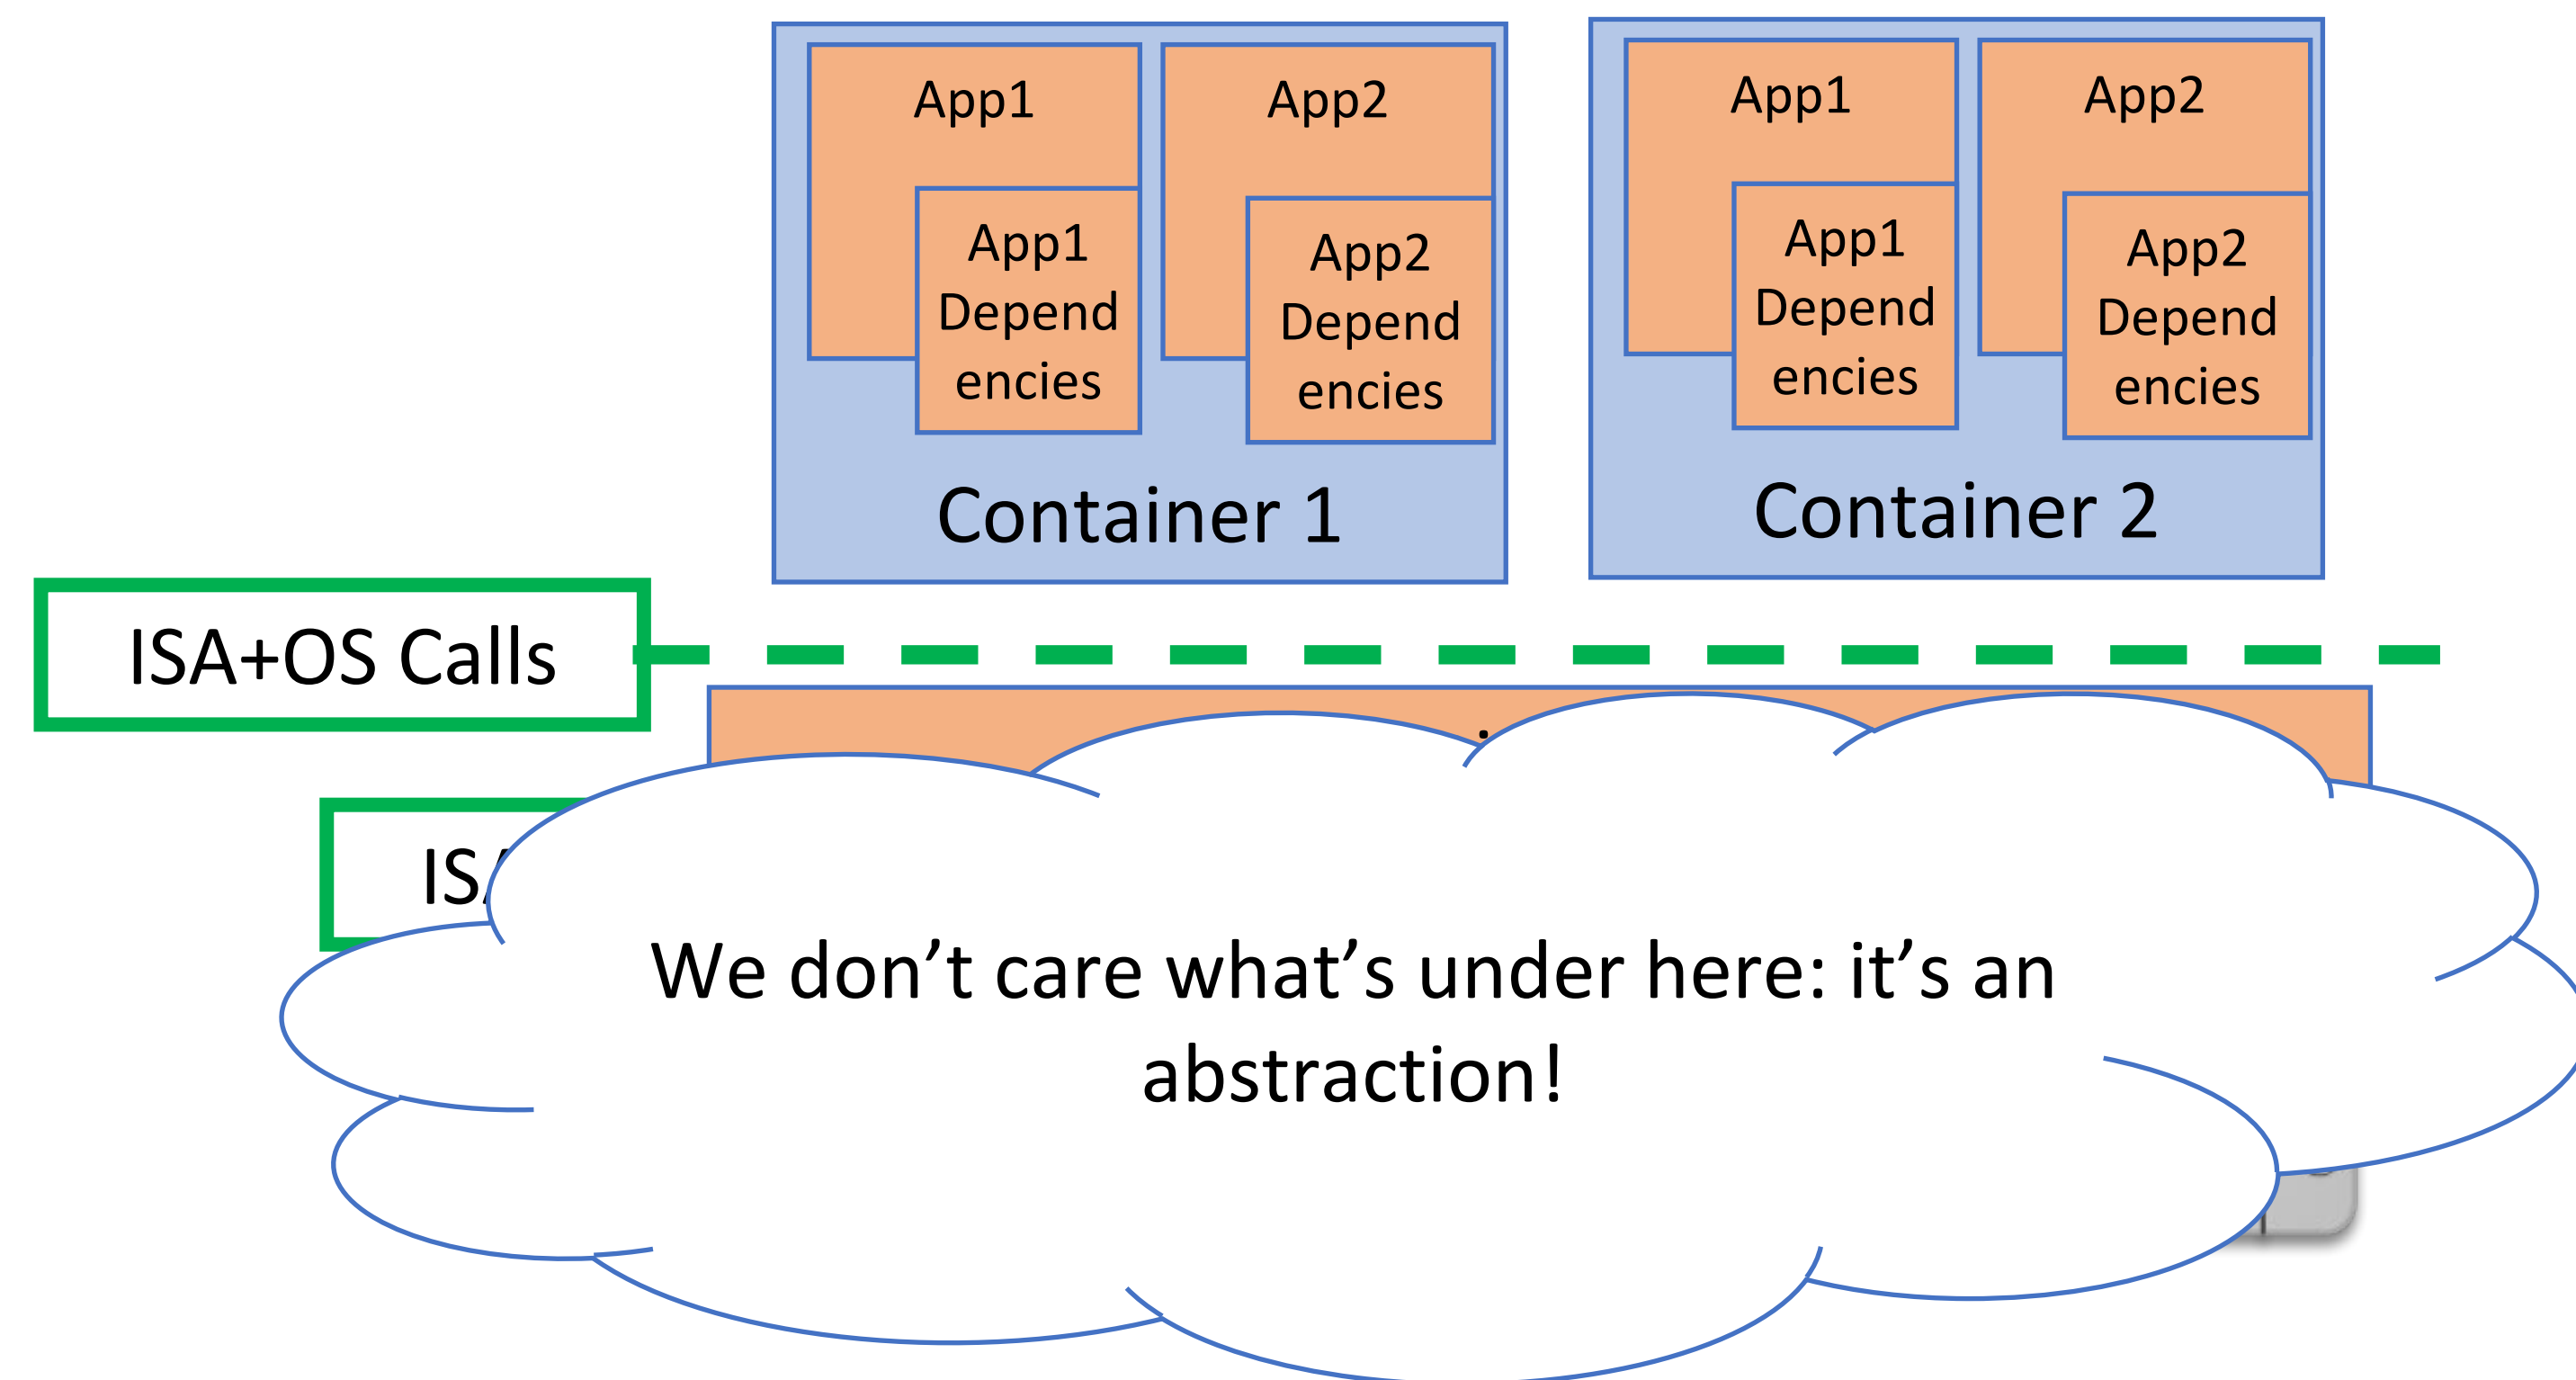 App1
App1
Depend
encies
App2
App2
Depend
encies
Container 1
App1
App1
Depend
encies
App2
App2
Depend
encies
Container 2
ISA+OS Calls
We don’t care what’s under here: it’s an
abstraction!